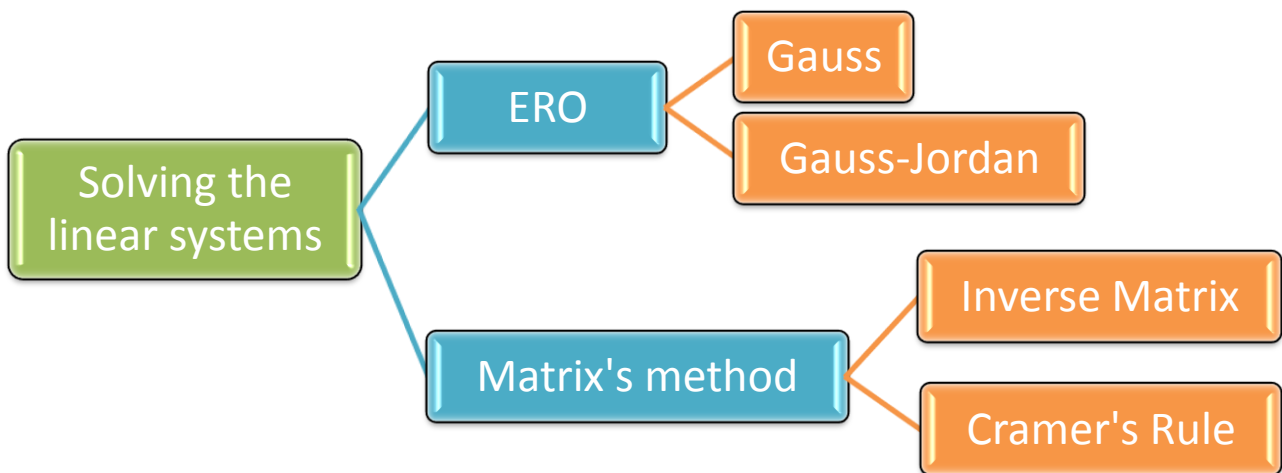 Solving the
linear systems
ERO
Gauss
Gauss-Jordan
Matrix's method
Inverse Matrix
Cramer's Rule